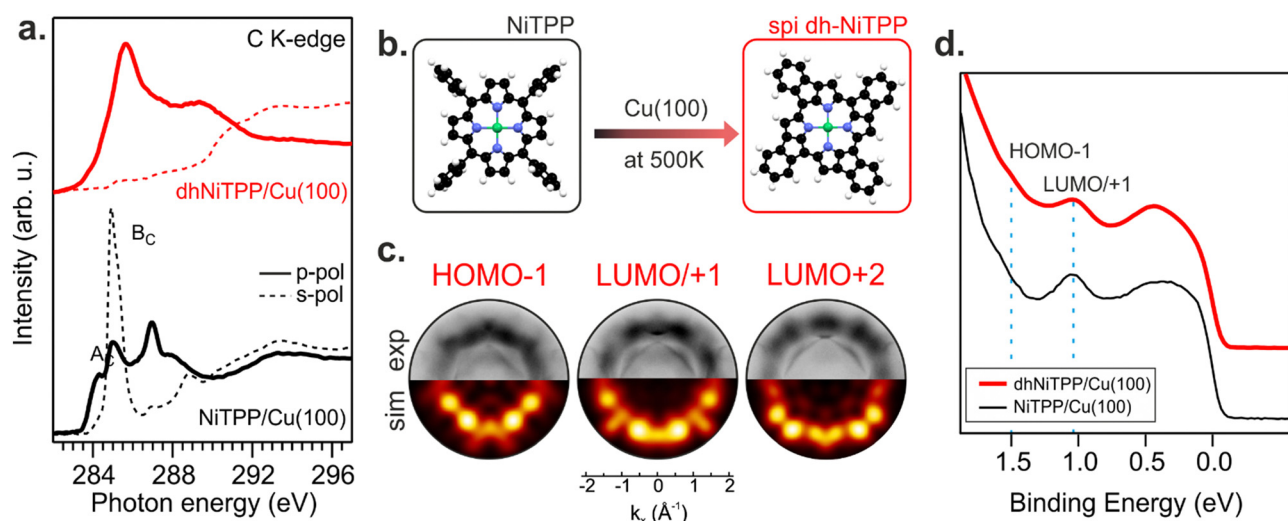 a.
C K-edge
Intensity (arb. u.)
dhNiTPP/Cu(100)
B_C
p-pol
s-pol
A
NiTPP/Cu(100)
284 288 292 296
Photon energy (eV)
b.
NiTPP
spi dh-NiTPP
Cu(100)
at 500K
c.
HOMO-1 LUMO/+1 LUMO+2
exp
sim
-2 -1 0 1 2
kₓ (Å⁻¹)
d.
HOMO-1
LUMO/+1
dhNiTPP/Cu(100)
NiTPP/Cu(100)
1.5 1.0 0.5 0.0
Binding Energy (eV)